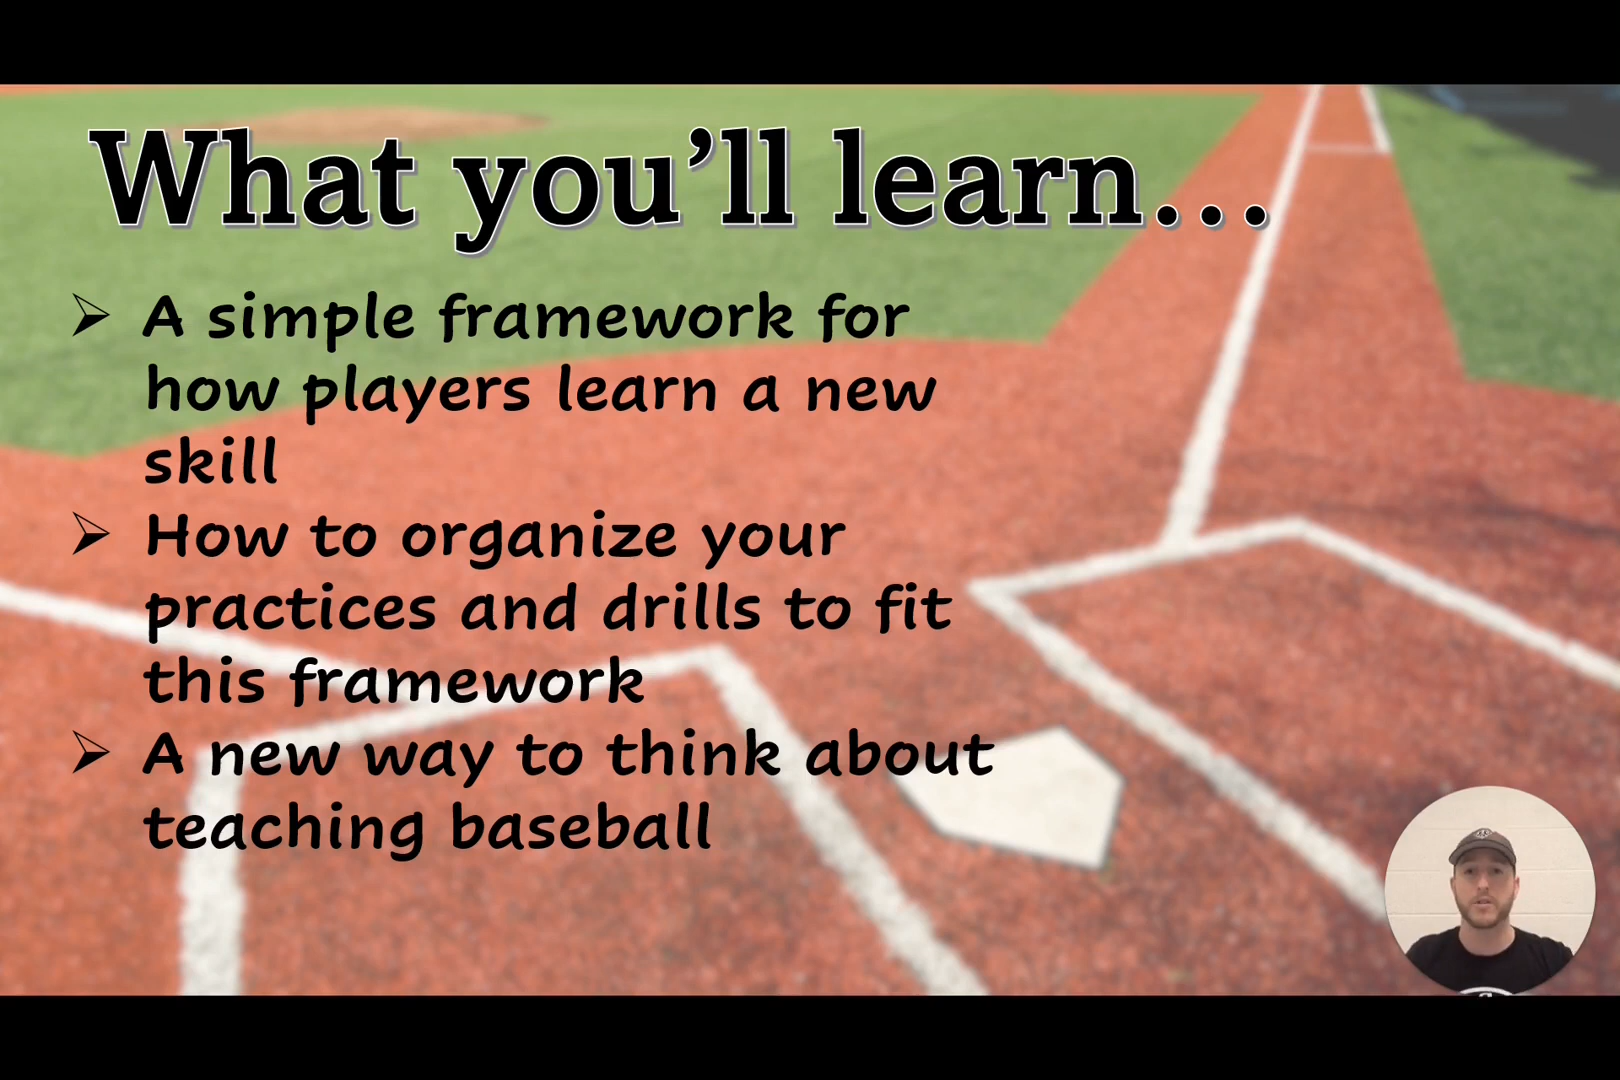 What you’ll learn…
A simple framework for
how players learn a new
skill
How to organize your
practices and drills to fit
this framework
A new way to think about
teaching baseball